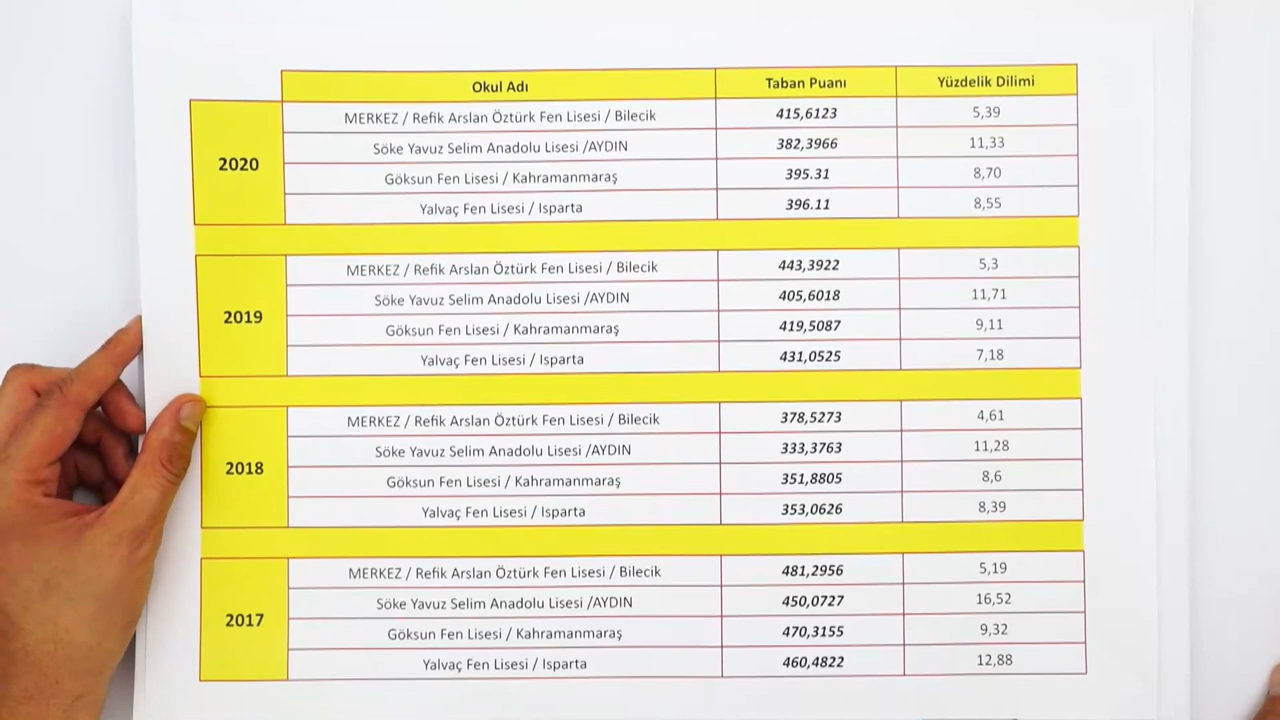 Okul Adı Taban Puanı Yüzdelik Dilimi
2020
MERKEZ / Refik Arslan Öztürk Fen Lisesi / Bilecik 415,6123 5,39
Söke Yavuz Selim Anadolu Lisesi /AYDIN 382,3966 11,33
Göksun Fen Lisesi / Kahramanmaraş 395.31 8,70
Yalvaç Fen Lisesi / Isparta 396.11 8,55
2019
MERKEZ / Refik Arslan Öztürk Fen Lisesi / Bilecik 443,3922 5,3
Söke Yavuz Selim Anadolu Lisesi /AYDIN 405,6018 11,71
Göksun Fen Lisesi / Kahramanmaraş 419,5087 9,11
Yalvaç Fen Lisesi / Isparta 431,0525 7,18
2018
MERKEZ / Refik Arslan Öztürk Fen Lisesi / Bilecik 378,5273 4,61
Söke Yavuz Selim Anadolu Lisesi /AYDIN 333,3763 11,28
Göksun Fen Lisesi / Kahramanmaraş 351,8805 8,6
Yalvaç Fen Lisesi / Isparta 353,0626 8,39
2017
MERKEZ / Refik Arslan Öztürk Fen Lisesi / Bilecik 481,2956 5,19
Söke Yavuz Selim Anadolu Lisesi /AYDIN 450,0727 16,52
Göksun Fen Lisesi / Kahramanmaraş 470,3155 9,32
Yalvaç Fen Lisesi / Isparta 460,4822 12,88